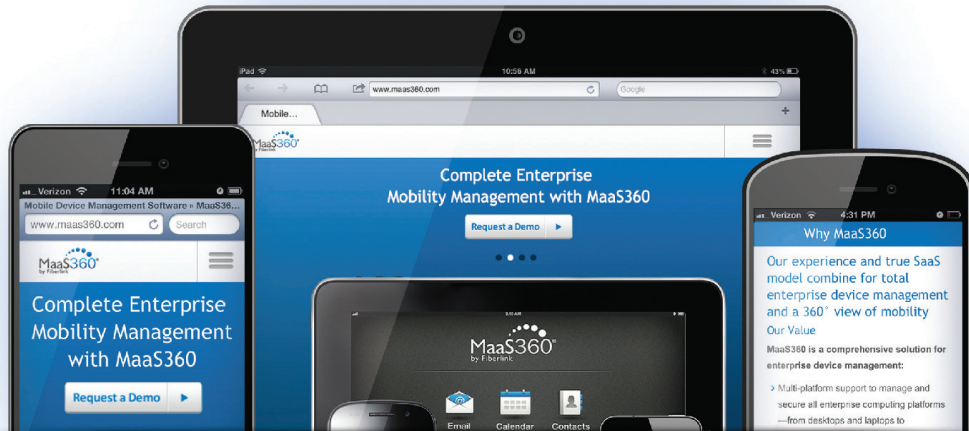 Verizon 11:04 AM
Mobile Device Management Software » MaaS36...
www.maas360.com Search
MaaS360°
by Fiberlink
Complete Enterprise
Mobility Management
with MaaS360
Request a Demo
iPad 10:56 AM 43%
www.maas360.com Google
Mobile...
MaaS360°
by Fiberlink
Complete Enterprise
Mobility Management with MaaS360
Request a Demo
MaaS360°
by Fiberlink
Email Calendar Contacts
Verizon 4:31 PM
Why MaaS360
Our experience and true SaaS
model combine for total
enterprise device management
and a 360° view of mobility
Our Value
MaaS360 is a comprehensive solution for
enterprise device management:
Multi-platform support to manage and
secure all enterprise computing platforms
—from desktops and laptops to